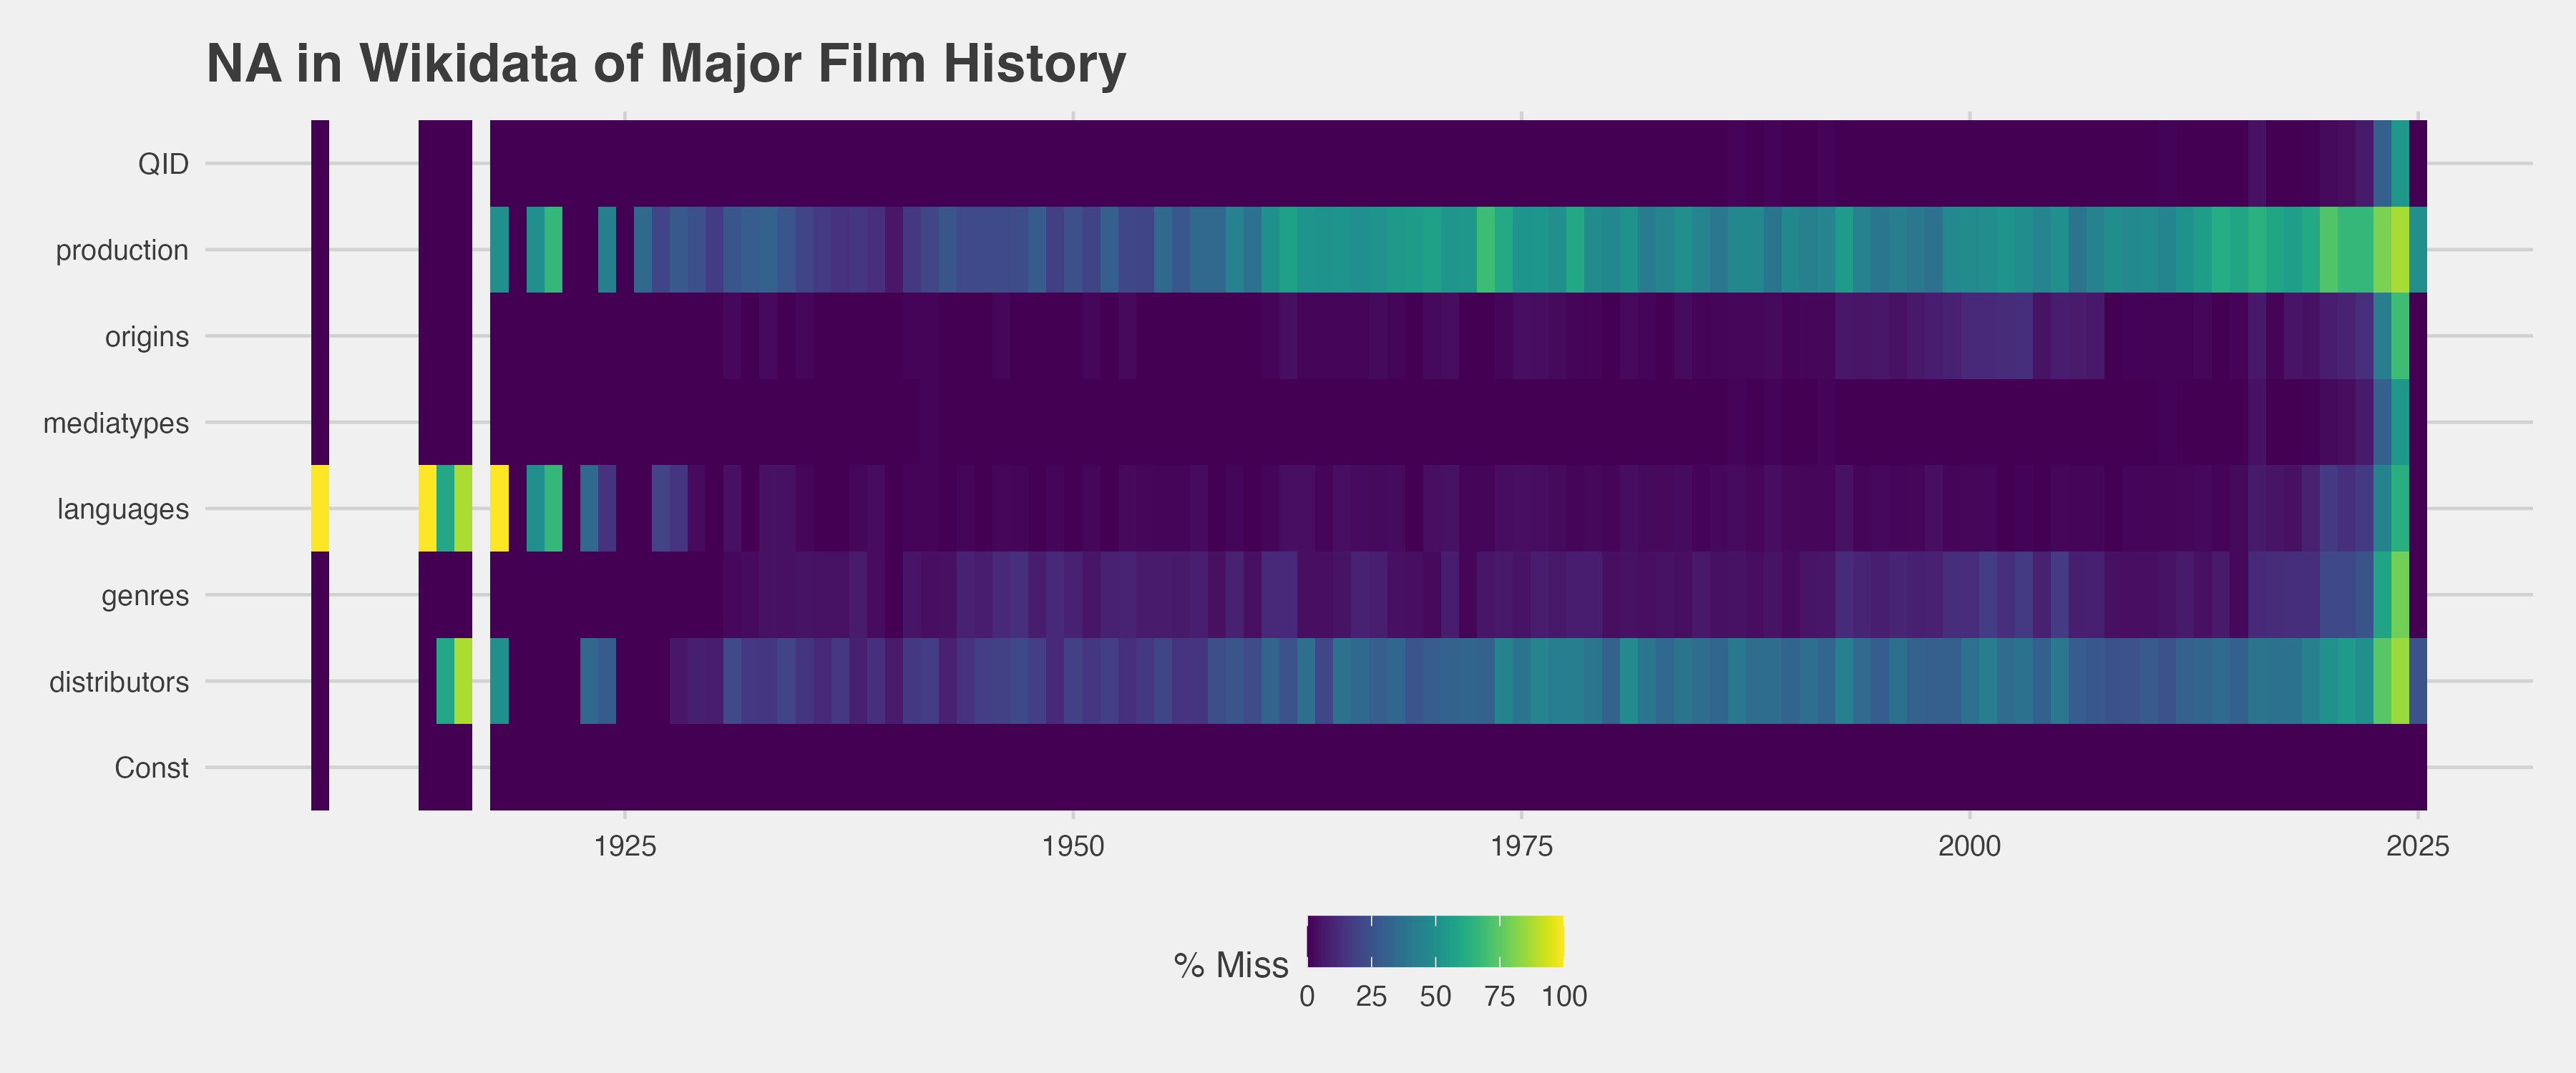 NA in Wikidata of Major Film History
QID
production
origins
mediatypes
languages
genres
distributors
Const
1925 1950 1975 2000 2025
% Miss
0 25 50 75 100